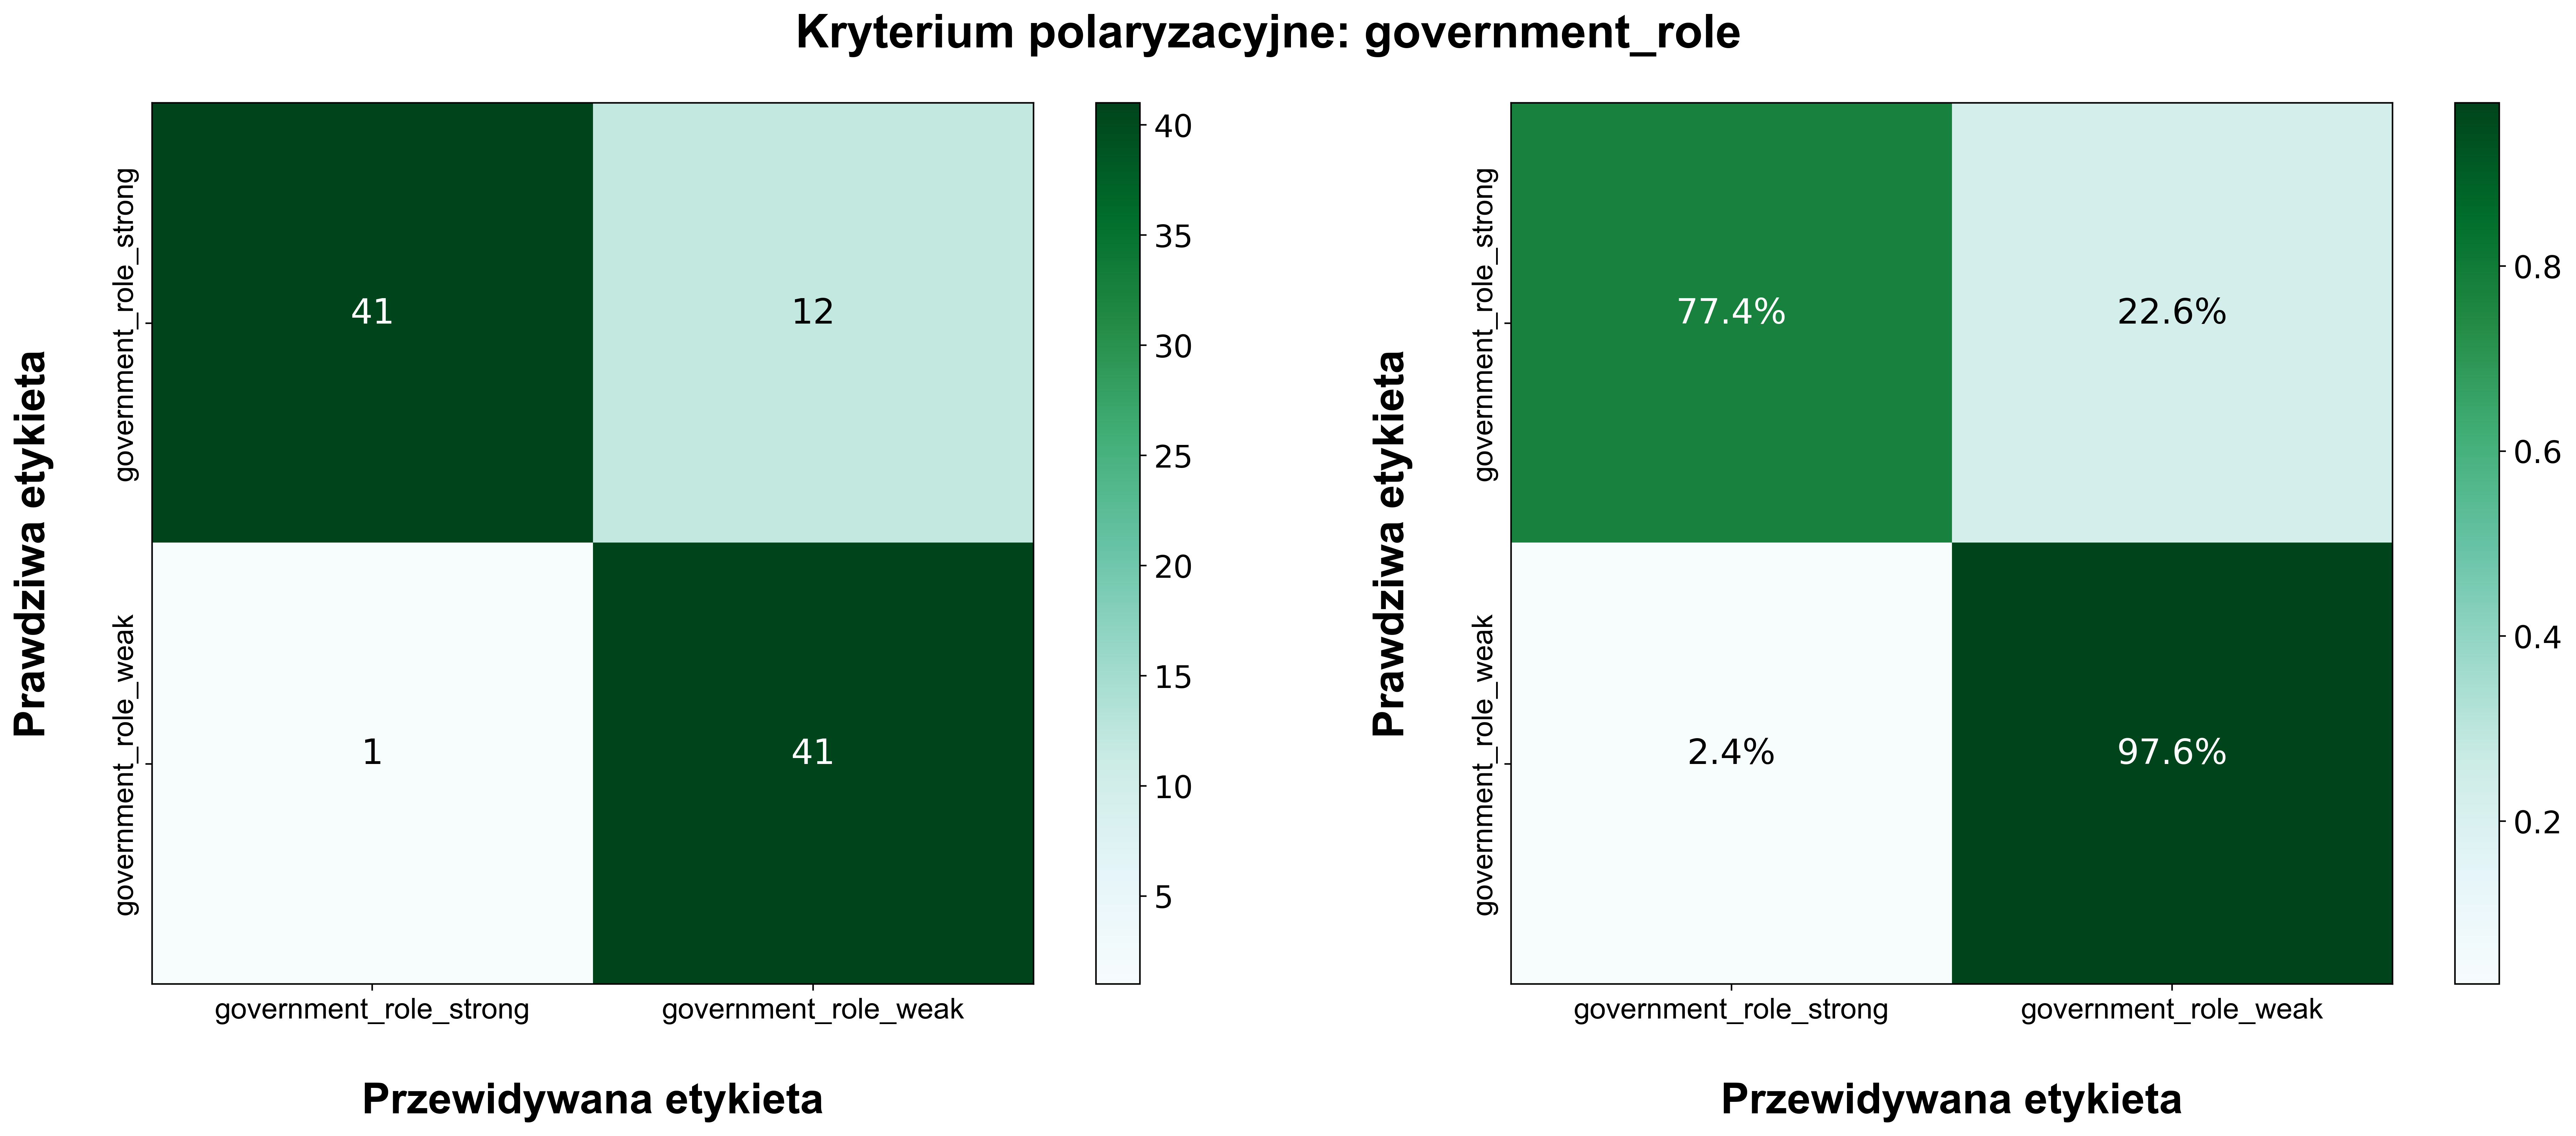 Kryterium polaryzacyjne: government_role
Prawdziwa etykieta
government_role_strong
government_role_weak
41
12
1
41
government_role_strong
government_role_weak
Przewidywana etykieta
40
35
30
25
20
15
10
5
Prawdziwa etykieta
government_role_strong
government_role_weak
77.4%
22.6%
2.4%
97.6%
government_role_strong
government_role_weak
Przewidywana etykieta
0.8
0.6
0.4
0.2